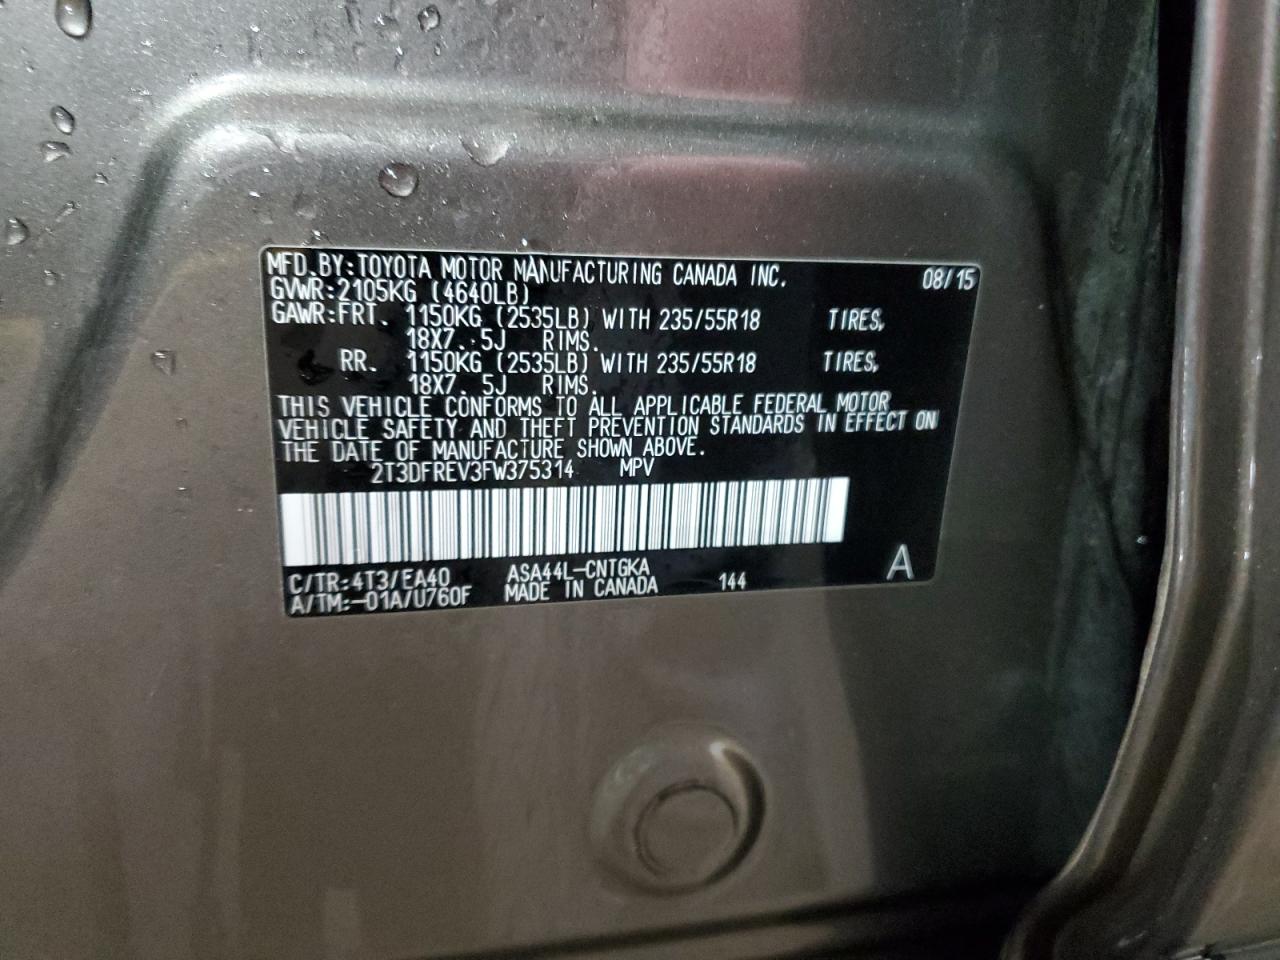 MFD.BY:TOYOTA MOTOR MANUFACTURING CANADA INC. 08/15
GVWR:2105KG (4640LB)
GAWR:FRT. 1150KG (2535LB) WITH 235/55R18 TIRES,
18X7.5J RIMS.
RR. 1150KG (2535LB) WITH 235/55R18 TIRES,
18X7.5J RIMS.
THIS VEHICLE CONFORMS TO ALL APPLICABLE FEDERAL MOTOR
VEHICLE SAFETY AND THEFT PREVENTION STANDARDS IN EFFECT ON
THE DATE OF MANUFACTURE SHOWN ABOVE.
2T3DFREV3FW375314 MPV
C/TR:4T3/EA40 ASA44L-CNTGKA 144 A
A/TM:-01A/U760F MADE IN CANADA